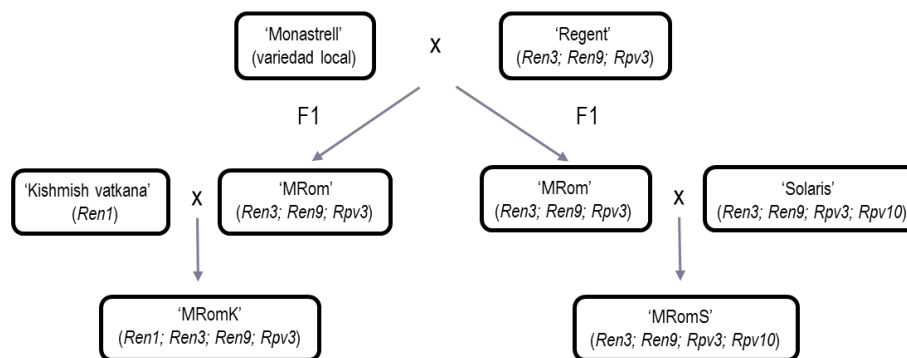 ‘Monastrell’
(variedad local)
x
‘Regent’
(Ren3; Ren9; Rpv3)
F1
F1
‘Kishmish vatkana’
(Ren1)
x
‘MRom’
(Ren3; Ren9; Rpv3)
‘MRom’
(Ren3; Ren9; Rpv3)
x
‘Solaris’
(Ren3; Ren9; Rpv3; Rpv10)
‘MRomK’
(Ren1; Ren3; Ren9; Rpv3)
‘MRomS’
(Ren3; Ren9; Rpv3; Rpv10)